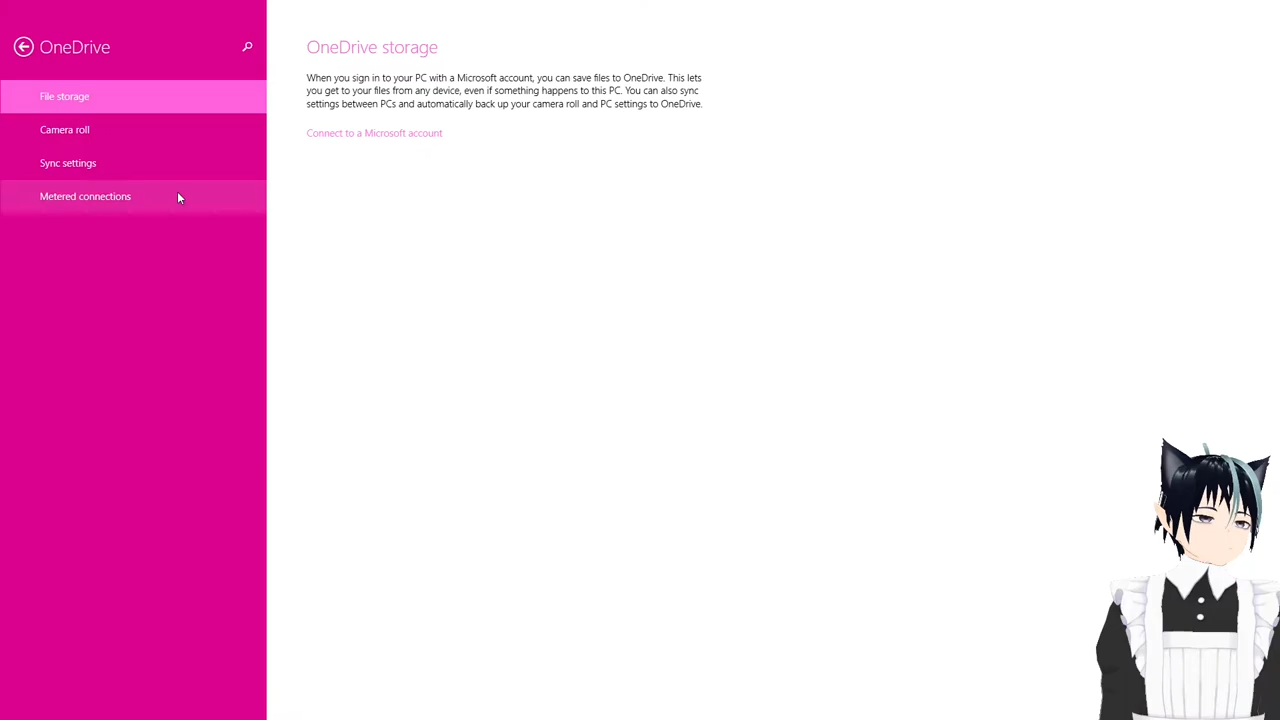 OneDrive
File storage
Camera roll
Sync settings
Metered connections
OneDrive storage
When you sign in to your PC with a Microsoft account, you can save files to OneDrive. This lets
you get to your files from any device, even if something happens to this PC. You can also sync
settings between PCs and automatically back up your camera roll and PC settings to OneDrive.
Connect to a Microsoft account